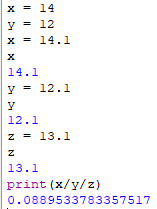 x = 14
y = 12
x = 14.1
x
14.1
y = 12.1
y
12.1
z = 13.1
z
13.1
print(x/y/z)
0.0889533783357517